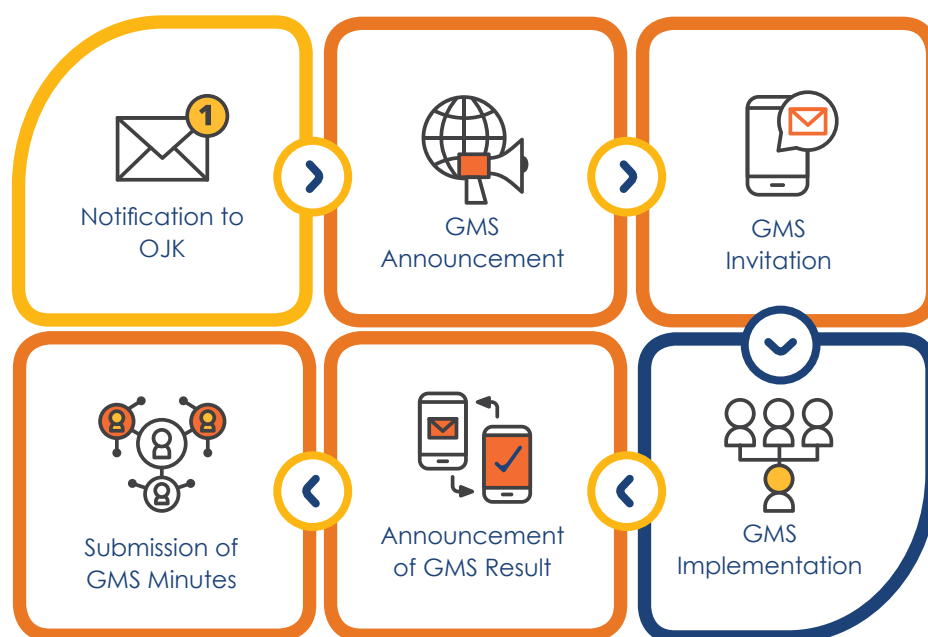 1
Notification to
OJK
GMS
Announcement
GMS
Invitation
GMS
Implementation
Announcement
of GMS Result
Submission of
GMS Minutes